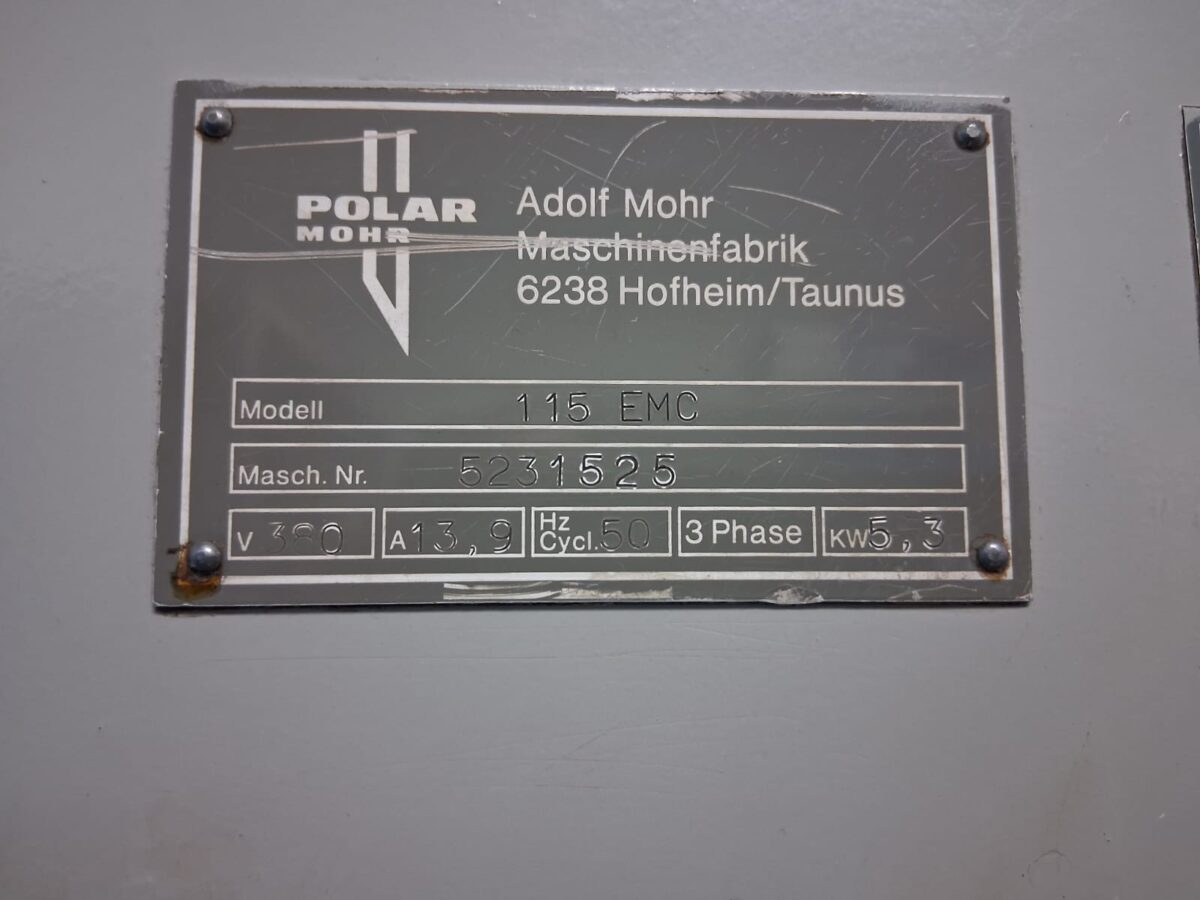 POLAR
MOHR
Adolf Mohr
Maschinenfabrik
6238 Hofheim/Taunus
Modell 115 EMC
Masch. Nr. 5231525
V 380 A 13,9 Hz Cycl. 50 3 Phase KW 5,3